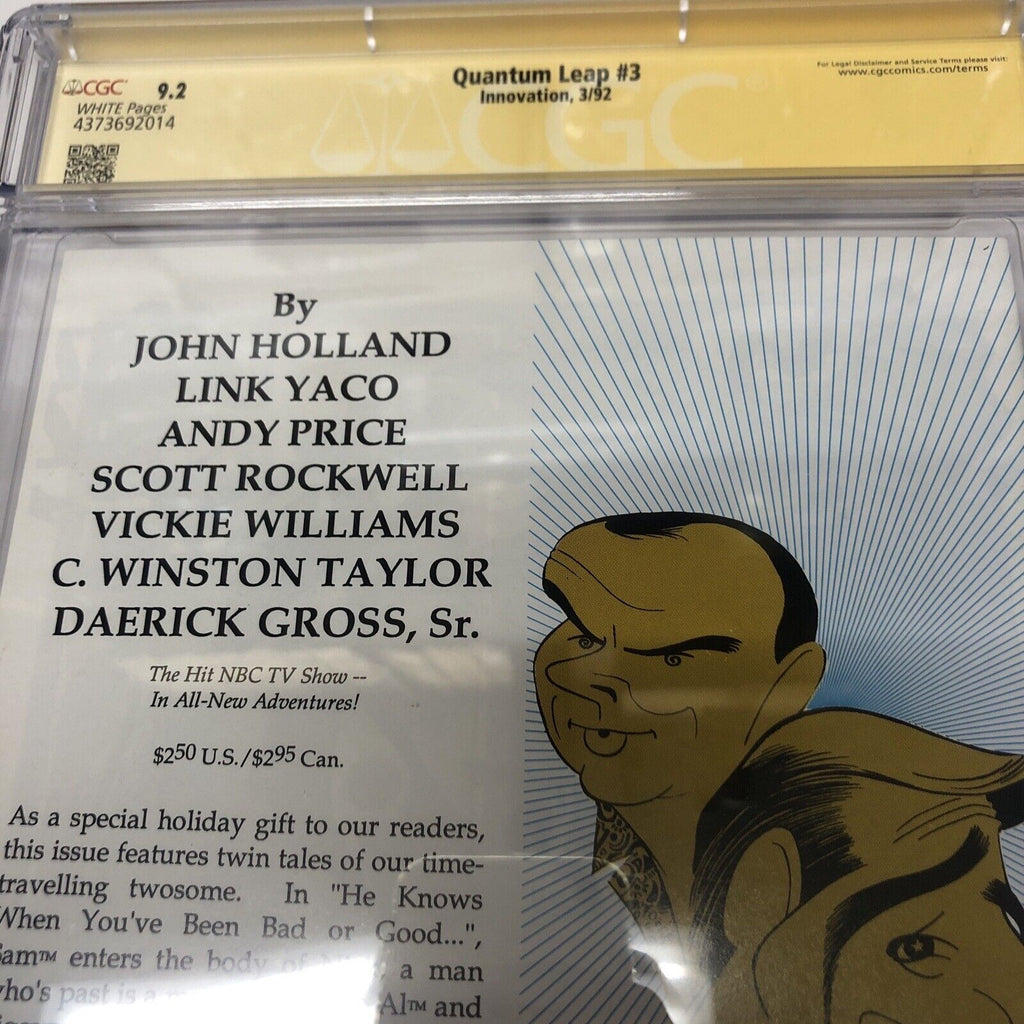 CGC 9.2
WHITE Pages
4373692014
Quantum Leap #3
Innovation, 3/92
For Legal Disclaimer and Service Terms please visit:
www.cgccomics.com/terms
CGC
By
JOHN HOLLAND
LINK YACO
ANDY PRICE
SCOTT ROCKWELL
VICKIE WILLIAMS
C. WINSTON TAYLOR
DAERICK GROSS, Sr.
The Hit NBC TV Show --
In All-New Adventures!
$250 U.S./$295 Can.
As a special holiday gift to our readers,
this issue features twin tales of our time-
travelling twosome. In "He Knows
When You've Been Bad or Good...",
Sam™ enters the body of a man
who's past is a Al™ and